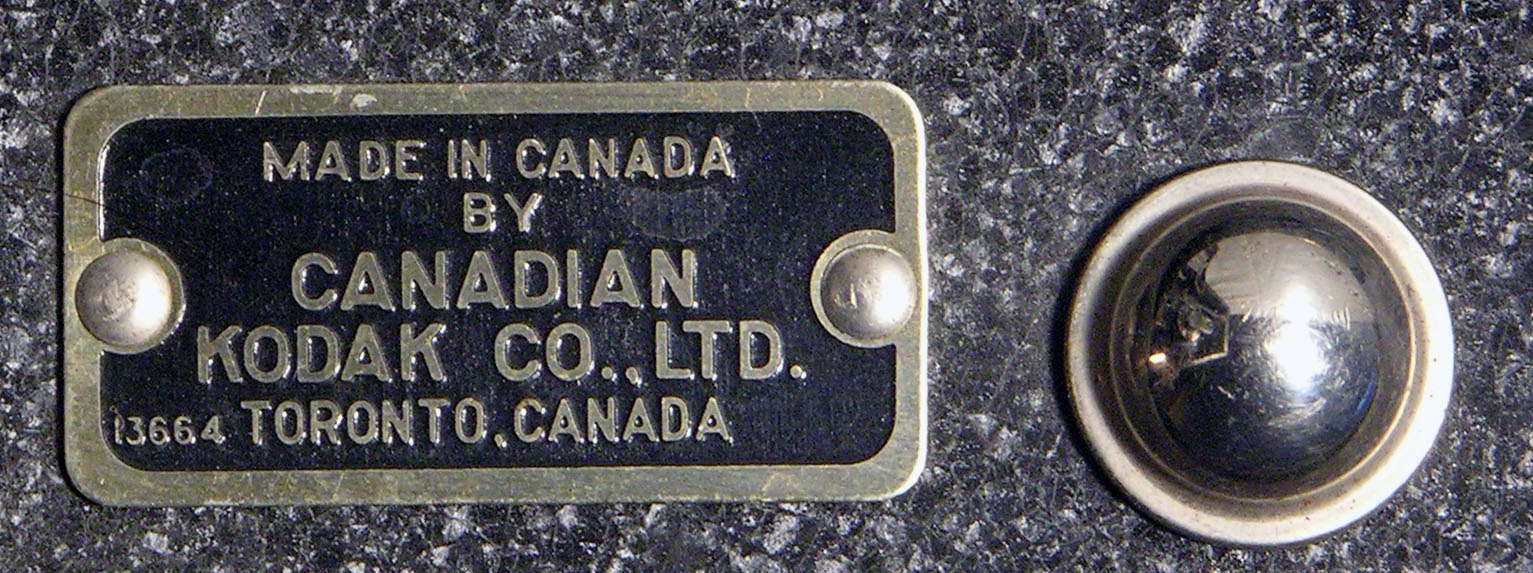 MADE IN CANADA
BY
CANADIAN
KODAK CO., LTD.
13664 TORONTO, CANADA